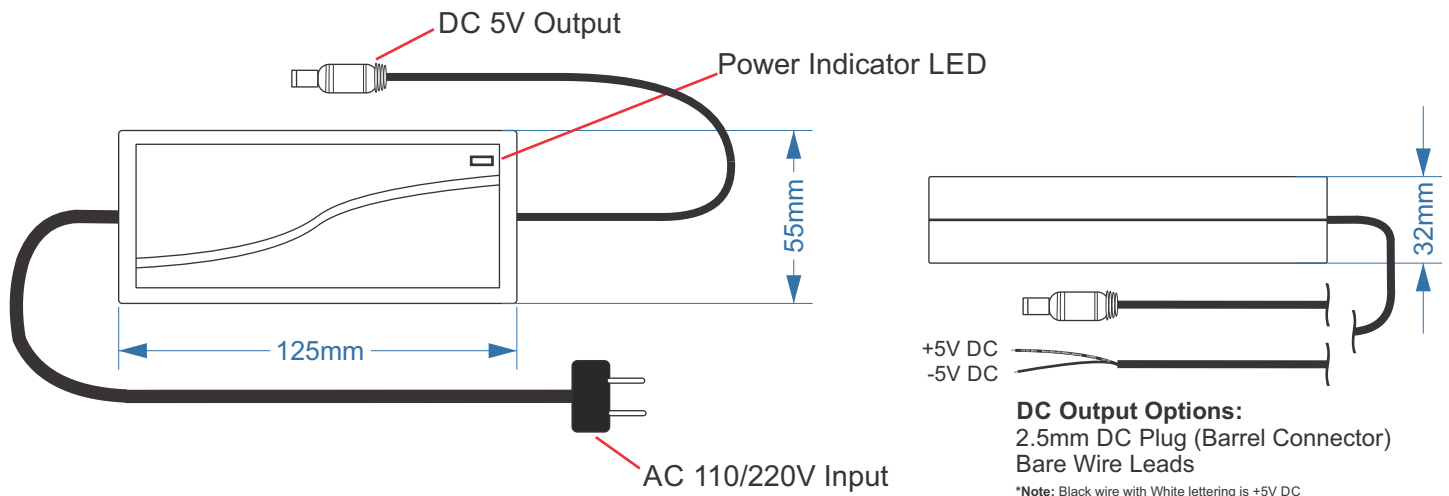 DC 5V Output
Power Indicator LED
55mm
125mm
AC 110/220V Input
32mm
+5V DC
-5V DC
DC Output Options:
2.5mm DC Plug (Barrel Connector)
Bare Wire Leads
*Note: Black wire with White lettering is +5V DC